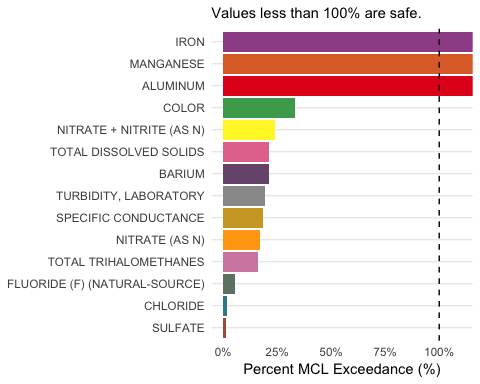 Values less than 100% are safe.
IRON
MANGANESE
ALUMINUM
COLOR
NITRATE + NITRITE (AS N)
TOTAL DISSOLVED SOLIDS
BARIUM
TURBIDITY, LABORATORY
SPECIFIC CONDUCTANCE
NITRATE (AS N)
TOTAL TRIHALOMETHANES
FLUORIDE (F) (NATURAL-SOURCE)
CHLORIDE
SULFATE
0% 25% 50% 75% 100%
Percent MCL Exceedance (%)